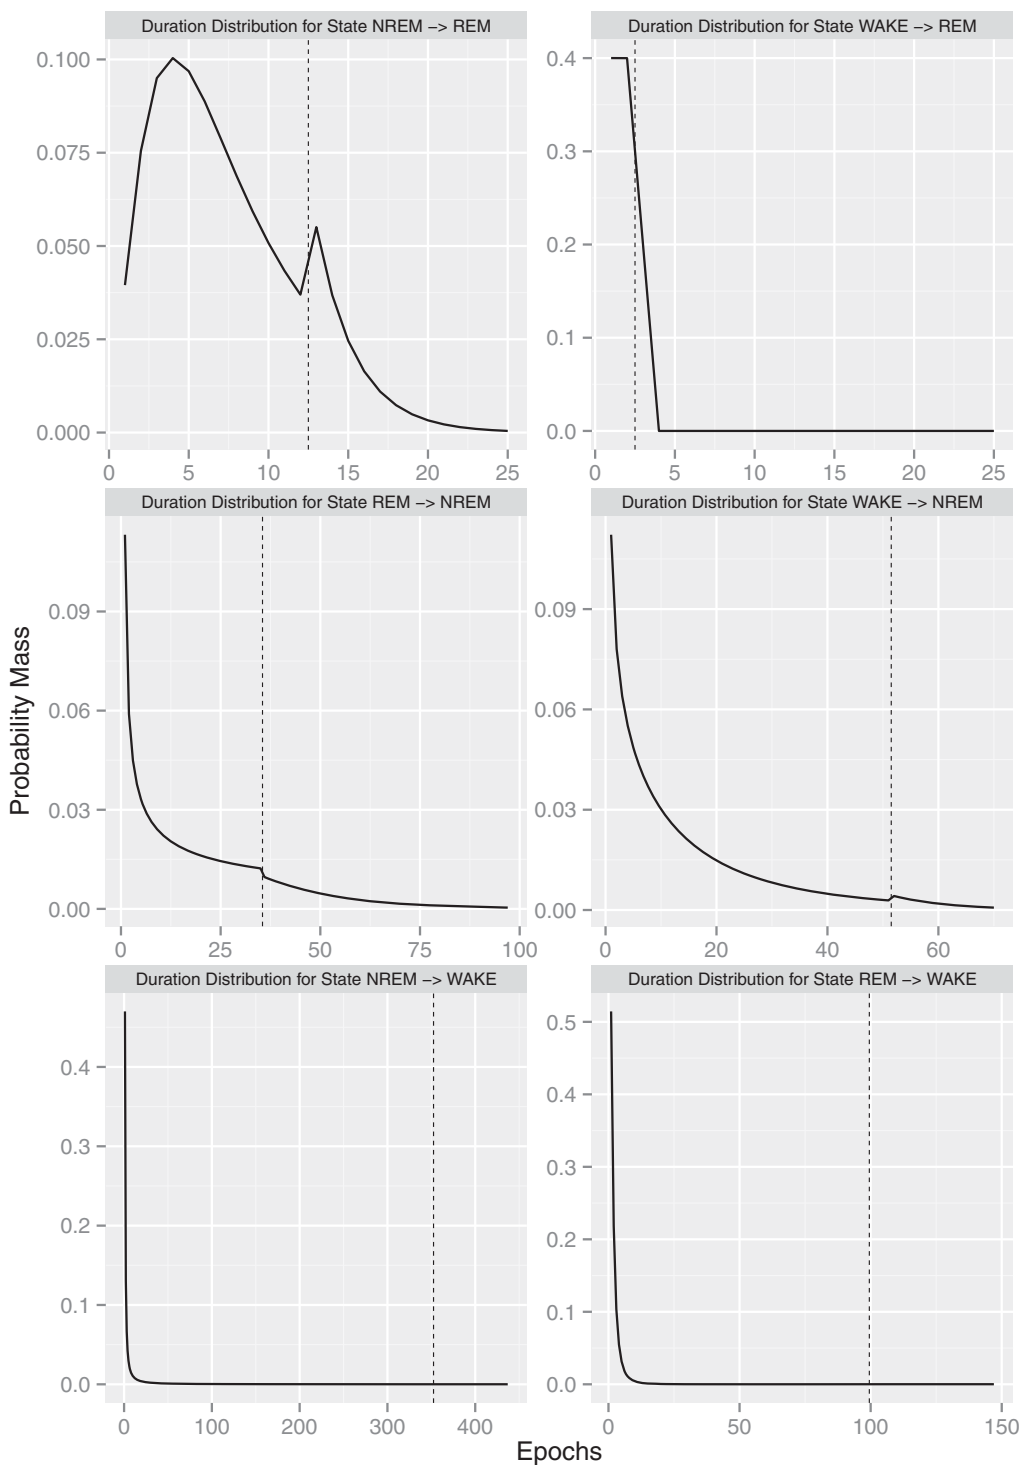 Duration Distribution for State NREM −> REM
Duration Distribution for State WAKE −> REM
0.100
0.075
0.050
0.025
0.000
0 5 10 15 20 25
0.4
0.3
0.2
0.1
0.0
0 5 10 15 20 25
Duration Distribution for State REM −> NREM
Duration Distribution for State WAKE −> NREM
Probability Mass
0.09
0.06
0.03
0.00
0 25 50 75 100
0.09
0.06
0.03
0.00
0 20 40 60
Duration Distribution for State NREM −> WAKE
Duration Distribution for State REM −> WAKE
0.4
0.3
0.2
0.1
0.0
0 100 200 300 400
0.5
0.4
0.3
0.2
0.1
0.0
0 50 100 150
Epochs